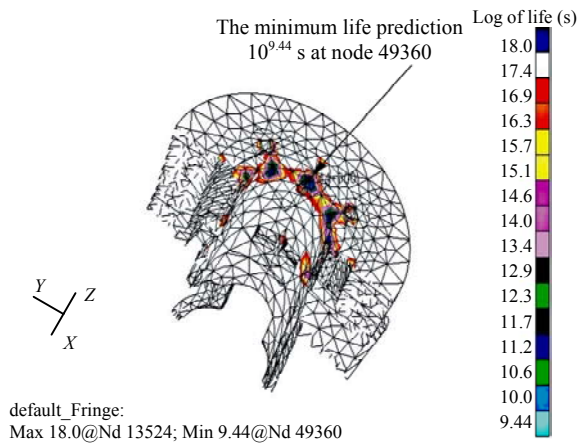 The minimum life prediction
10^9.44 s at node 49360
Log of life (s)
18.0
17.4
16.9
16.3
15.7
15.1
14.6
14.0
13.4
12.9
12.3
11.7
11.2
10.6
10.0
9.44
Y
Z
X
default_Fringe:
Max 18.0@Nd 13524; Min 9.44@Nd 49360